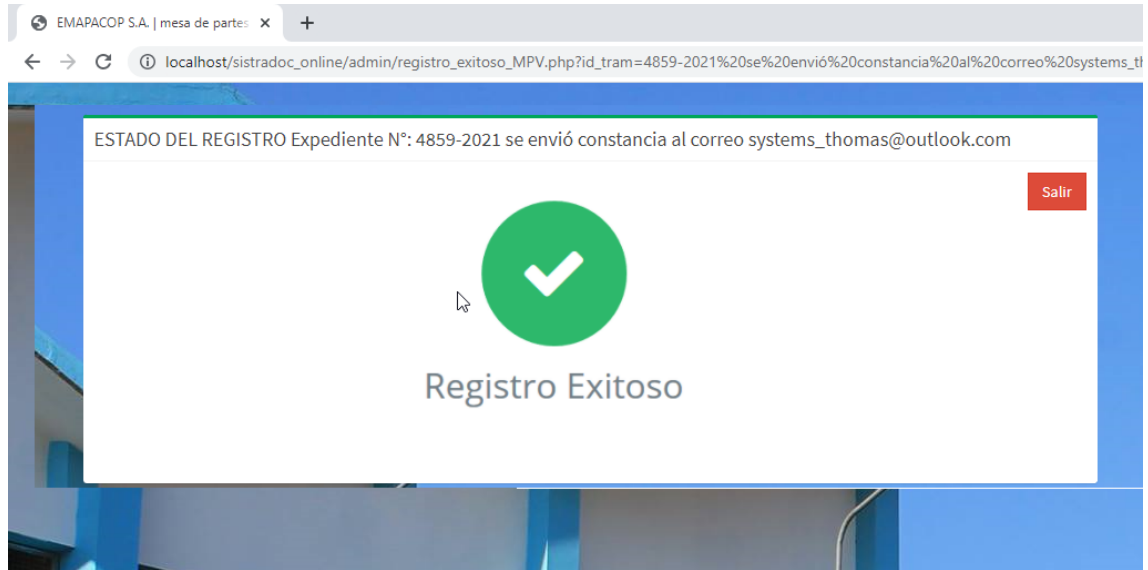 EMAPACOP S.A. | mesa de partes
localhost/sistradoc_online/admin/registro_exitoso_MPV.php?id_tram=4859-2021%20se%20envió%20constancia%20al%20correo%20systems_th
ESTADO DEL REGISTRO Expediente N°: 4859-2021 se envió constancia al correo systems_thomas@outlook.com
Salir
Registro Exitoso